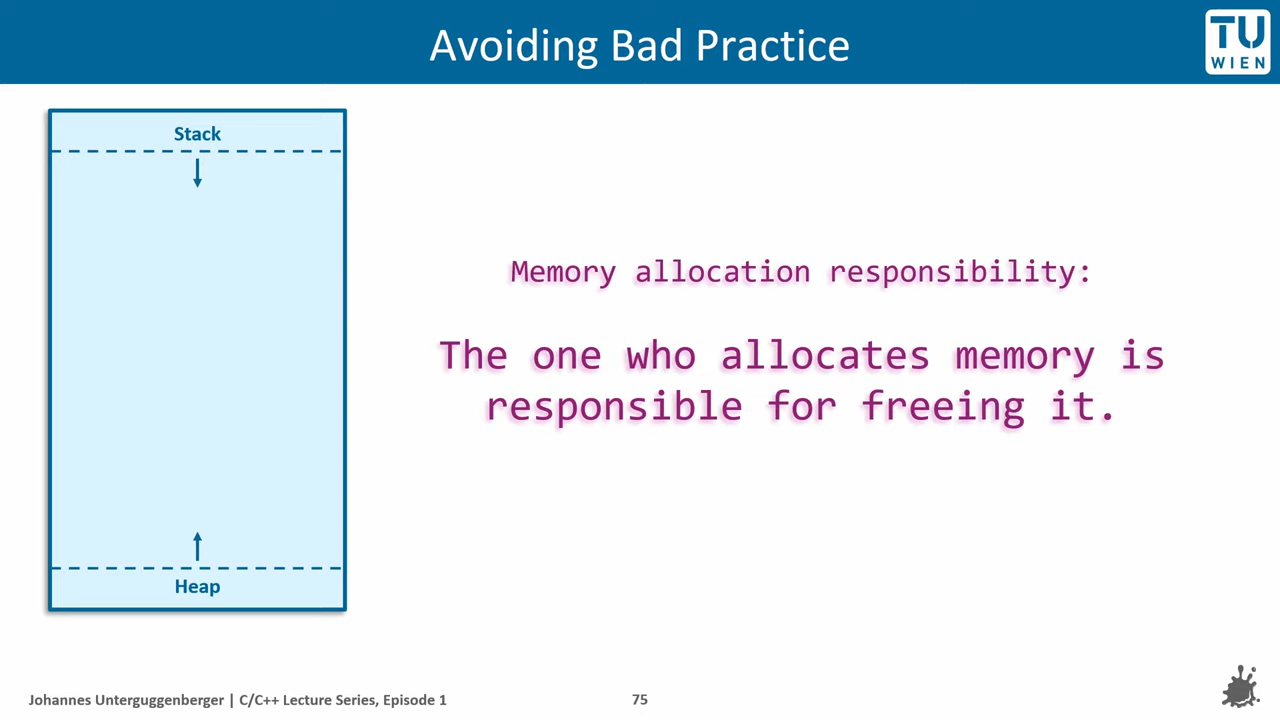 Avoiding Bad Practice
TU
WIEN
Stack
Heap
Memory allocation responsibility:
The one who allocates memory is
responsible for freeing it.
Johannes Unterguggenberger | C/C++ Lecture Series, Episode 1
75